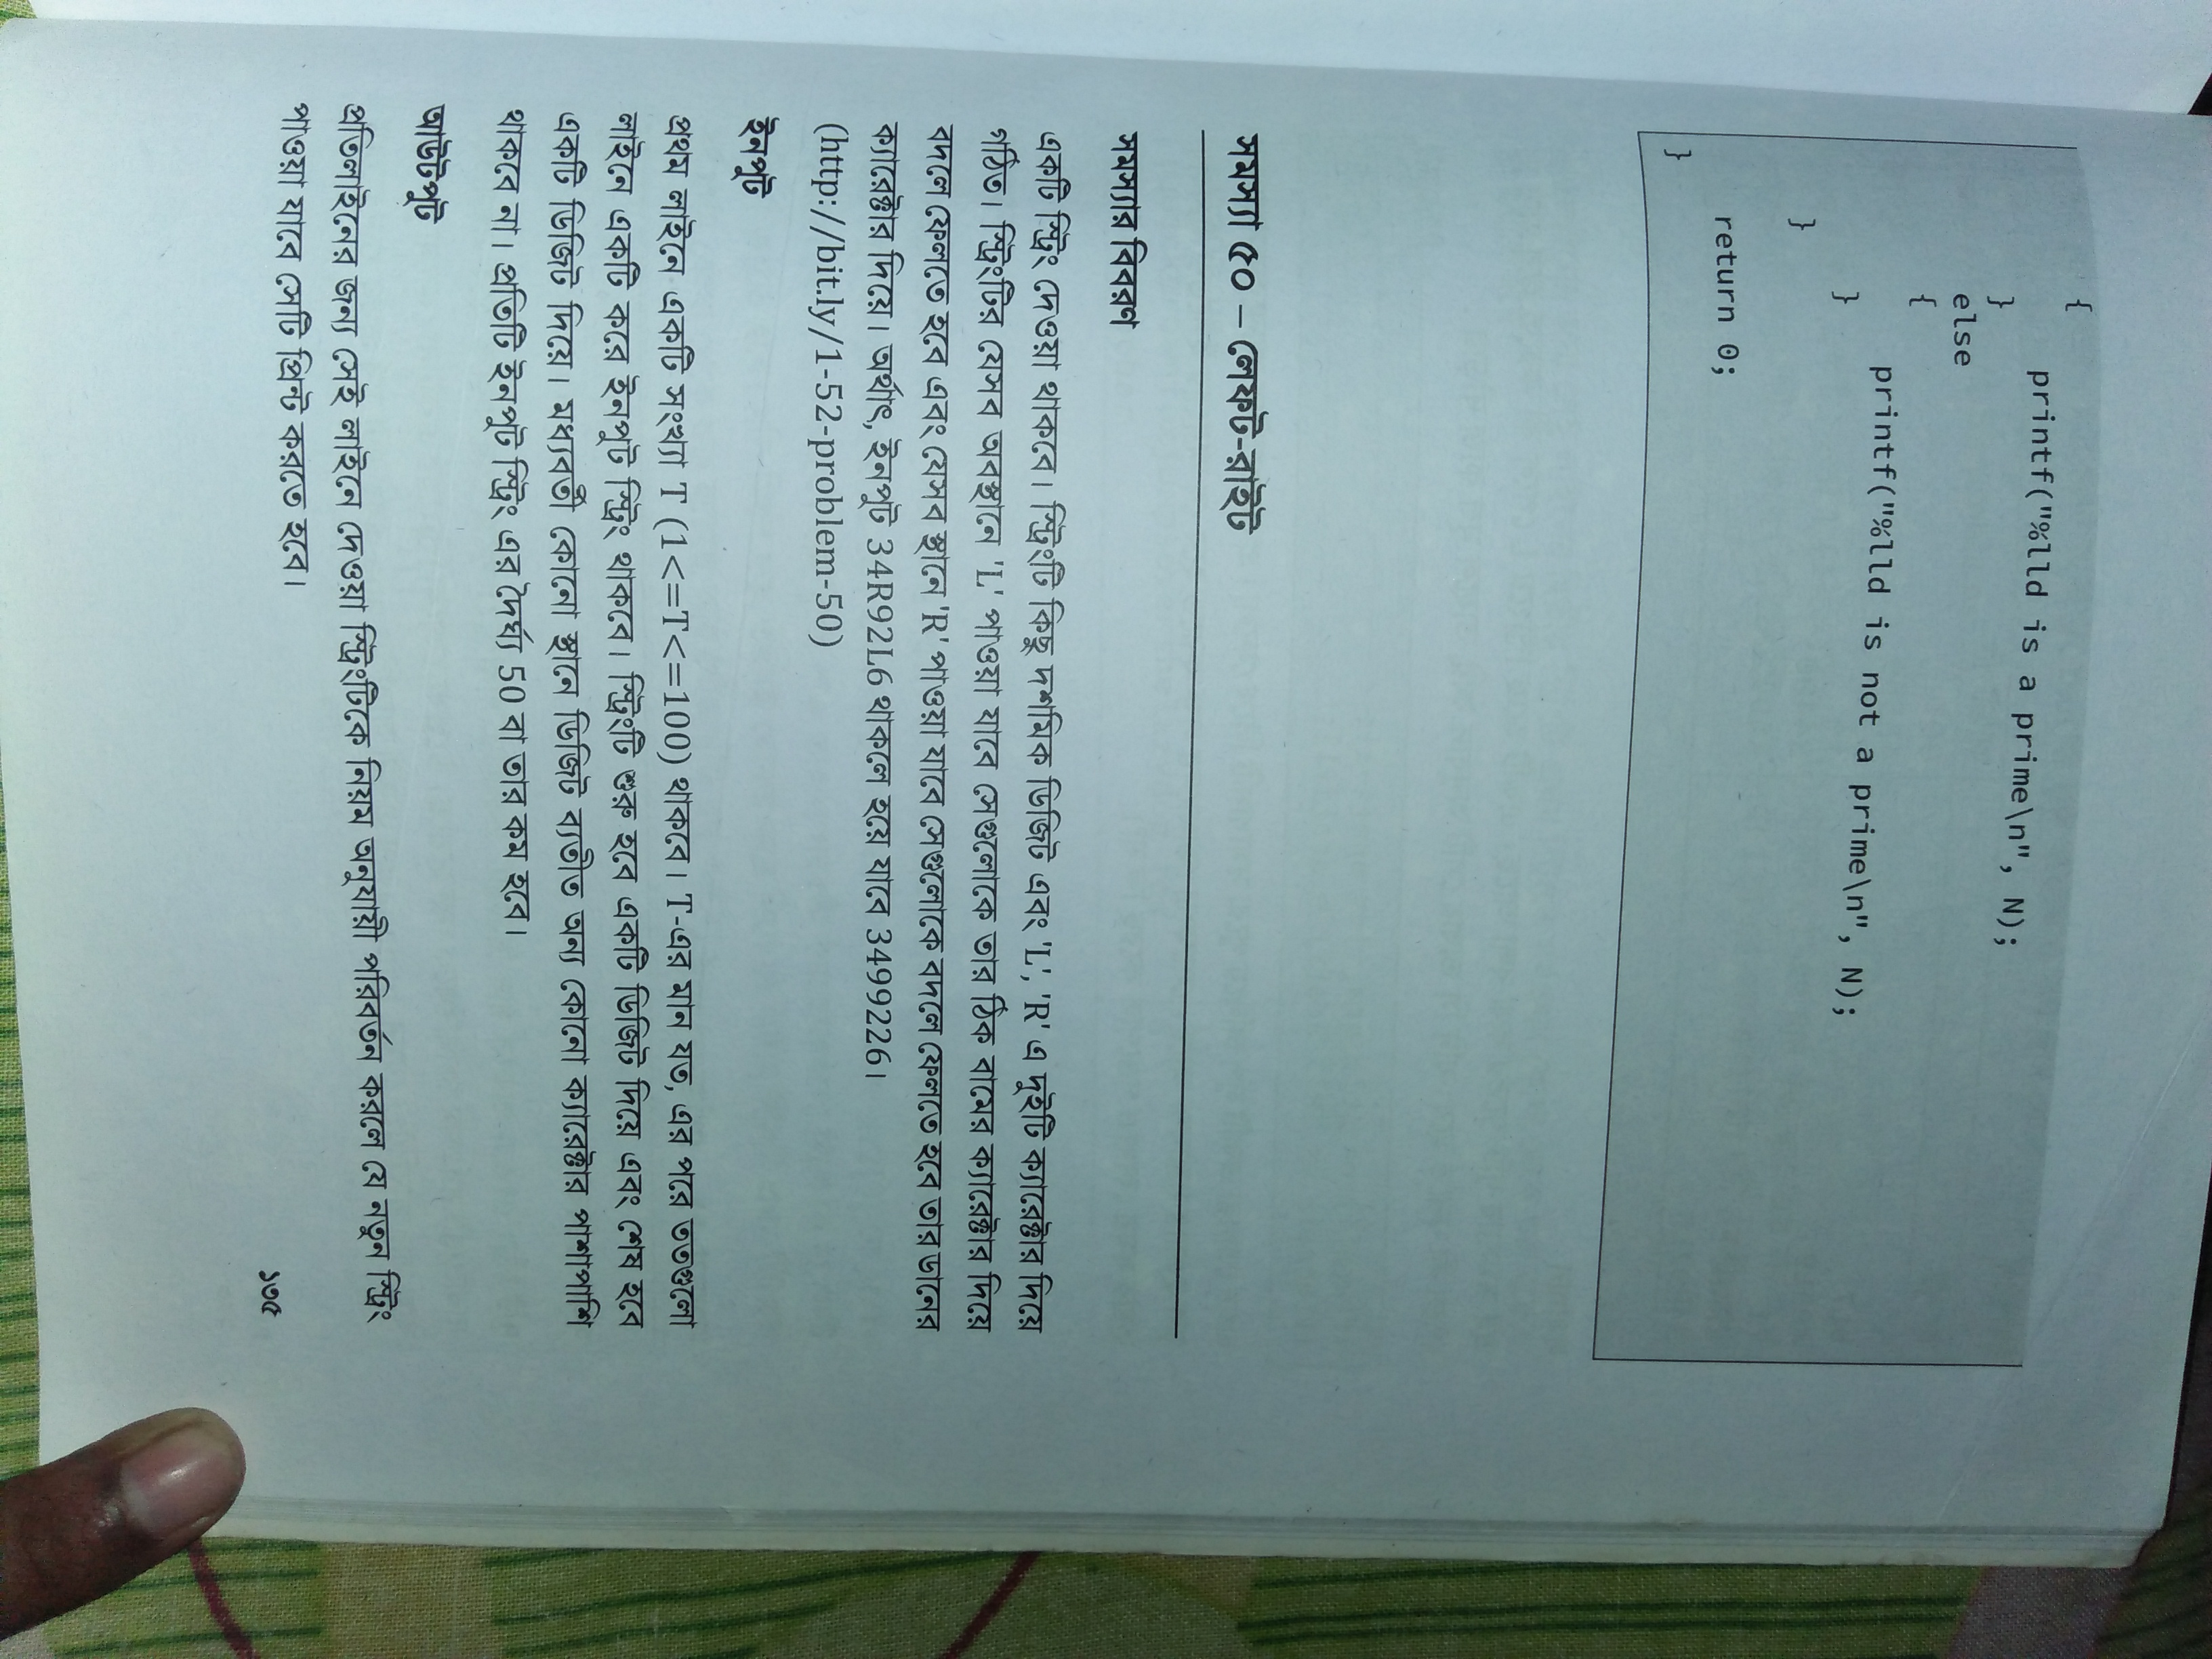 {
printf("%lld is a prime\n", N);
}
else
{
printf("%lld is not a prime\n", N);
}
}
return 0;
}
সমস্যা ৫০ – লেফট-রাইট
সমস্যার বিবরণ
একটি স্ট্রিং দেওয়া থাকবে। স্ট্রিংটি কিছু দশমিক ডিজিট এবং 'L', 'R' এ দুইটি ক্যারেক্টার দিয়ে
গঠিত। স্ট্রিংটির যেসব অবস্থানে 'L' পাওয়া যাবে সেগুলোকে তার ঠিক বামের ক্যারেক্টার দিয়ে
বদলে ফেলতে হবে এবং যেসব স্থানে 'R' পাওয়া যাবে সেগুলোকে বদলে ফেলতে হবে তার ডানের
ক্যারেক্টার দিয়ে। অর্থাৎ, ইনপুট 34R92L6 থাকলে হয়ে যাবে 3499226।
(http://bit.ly/1-52-problem-50)
ইনপুট
প্রথম লাইনে একটি সংখ্যা T (1<=T<=100) থাকবে। T-এর মান যত, এর পরে ততগুলো
লাইনে একটি করে ইনপুট স্ট্রিং থাকবে। স্ট্রিংটি শুরু হবে একটি ডিজিট দিয়ে এবং শেষ হবে
একটি ডিজিট দিয়ে। মধ্যবর্তী কোনো স্থানে ডিজিট ব্যতীত অন্য কোনো ক্যারেক্টার পাশাপাশি
থাকবে না। প্রতিটি ইনপুট স্ট্রিং এর দৈর্ঘ্য 50 বা তার কম হবে।
আউটপুট
প্রতিলাইনের জন্য সেই লাইনে দেওয়া স্ট্রিংটিকে নিয়ম অনুযায়ী পরিবর্তন করলে যে নতুন স্ট্রিং
পাওয়া যাবে সেটি প্রিন্ট করতে হবে।
১৩৫